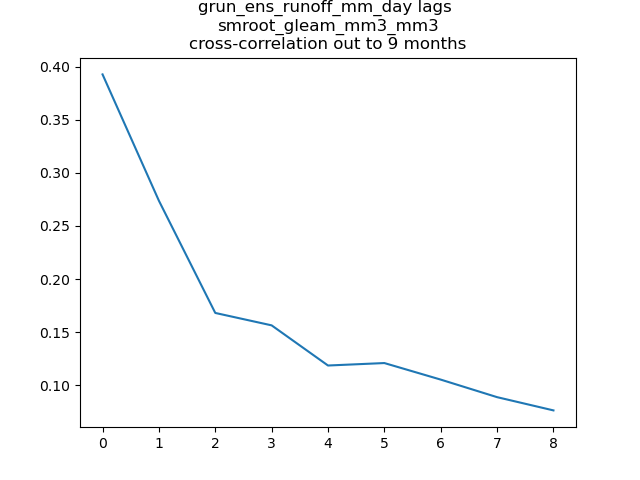 grun_ens_runoff_mm_day lags
smroot_gleam_mm3_mm3
cross-correlation out to 9 months
0.40
0.35
0.30
0.25
0.20
0.15
0.10
0 1 2 3 4 5 6 7 8